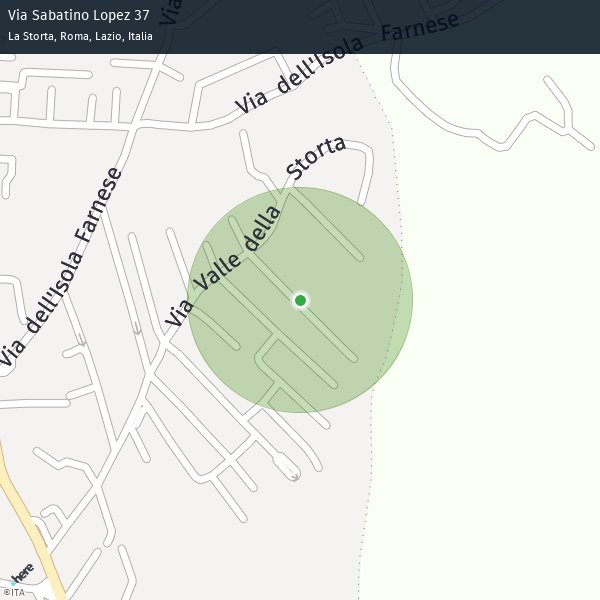 Via Sabatino Lopez 37
La Storta, Roma, Lazio, Italia
Via
Via dell'Isola Farnese
Via Valle della Storta
Via dell'Isola Farnese
here
©ITA